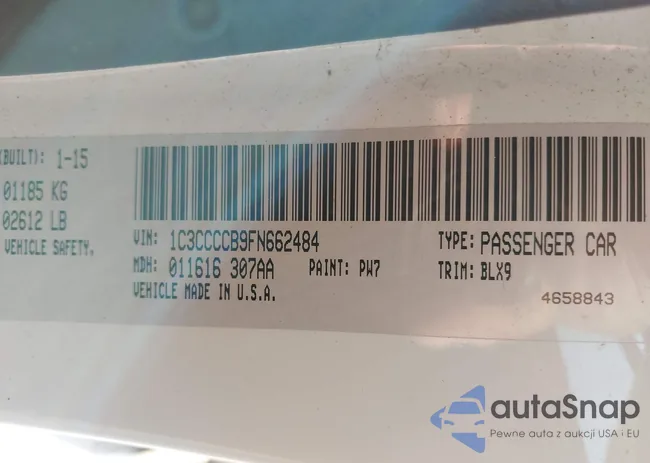 (BUILT): 1-15
01185 KG
02612 LB
VEHICLE SAFETY.
VIN: 1C3CCCCB9FN662484 TYPE: PASSENGER CAR
MDH: 011616 307AA PAINT: PW7 TRIM: BLX9
VEHICLE MADE IN U.S.A.
4658843
autaSnap
Pewne auta z aukcji USA i EU